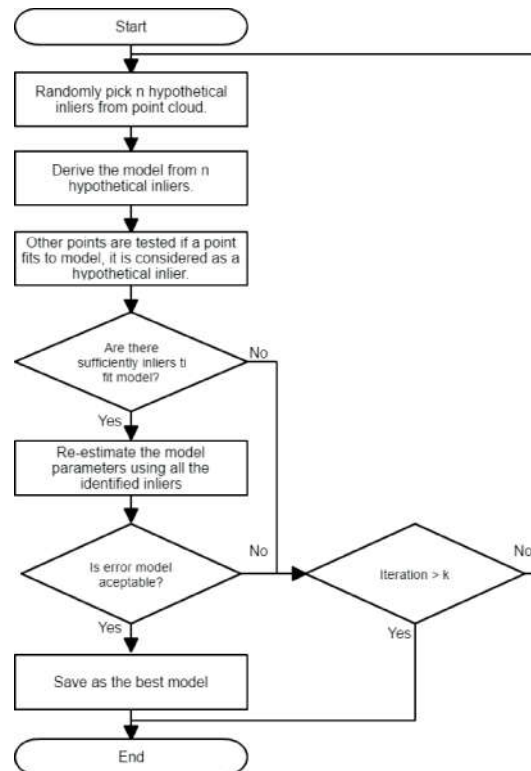 Start
Randomly pick n hypothetical
inliers from point cloud.
Derive the model from n
hypothetical inliers.
Other points are tested if a point
fits to model, it is considered as a
hypothetical inlier.
Are there
sufficiently inliers ti
fit model?
No
Yes
Re-estimate the model
parameters using all the
identified inliers
Is error model
aceptable?
No
Iteration > k
No
Yes
Yes
Save as the best model
End